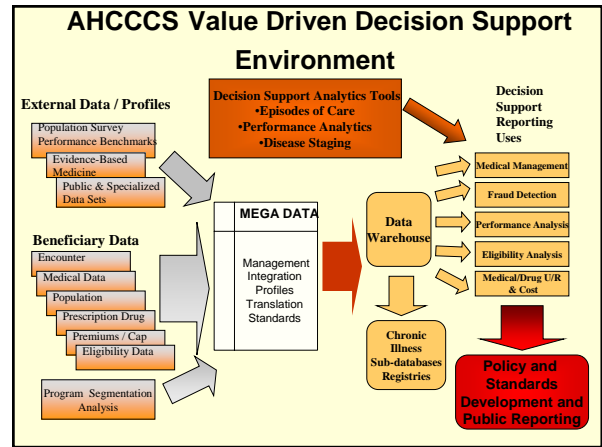 AHCCCS Value Driven Decision Support
Environment
External Data / Profiles
Population Survey
Performance Benchmarks
Evidence-Based
Medicine
Public & Specialized
Data Sets
Beneficiary Data
Encounter
Medical Data
Population
Prescription Drug
Premiums / Cap
Eligibility Data
Program Segmentation
Analysis
Decision Support Analytics Tools
•Episodes of Care
•Performance Analytics
•Disease Staging
MEGA DATA
Management
Integration
Profiles
Translation
Standards
Data
Warehouse
Chronic
Illness
Sub-databases
Registries
Decision
Support
Reporting
Uses
Medical Management
Fraud Detection
Performance Analysis
Eligibility Analysis
Medical/Drug U/R
& Cost
Policy and
Standards
Development and
Public Reporting